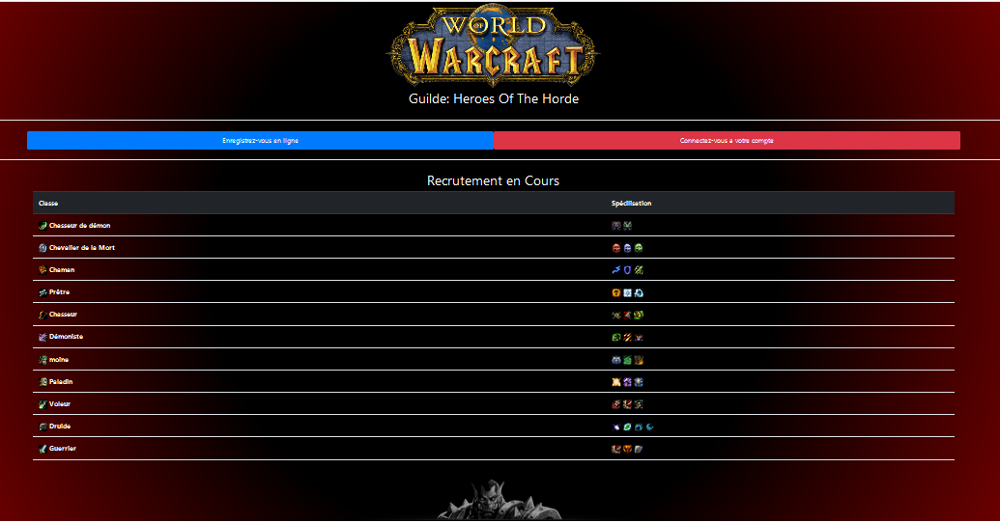 WORLD
OF
WARCRAFT
Guilde: Heroes Of The Horde
Enregistrez-vous en ligne Connectez-vous a votre compte
Recrutement en Cours
Classe Spécilisation
Chasseur de démon
Chevalier de la Mort
Chaman
Prêtre
Chasseur
Démoniste
moine
Paladin
Voleur
Druide
Guerrier